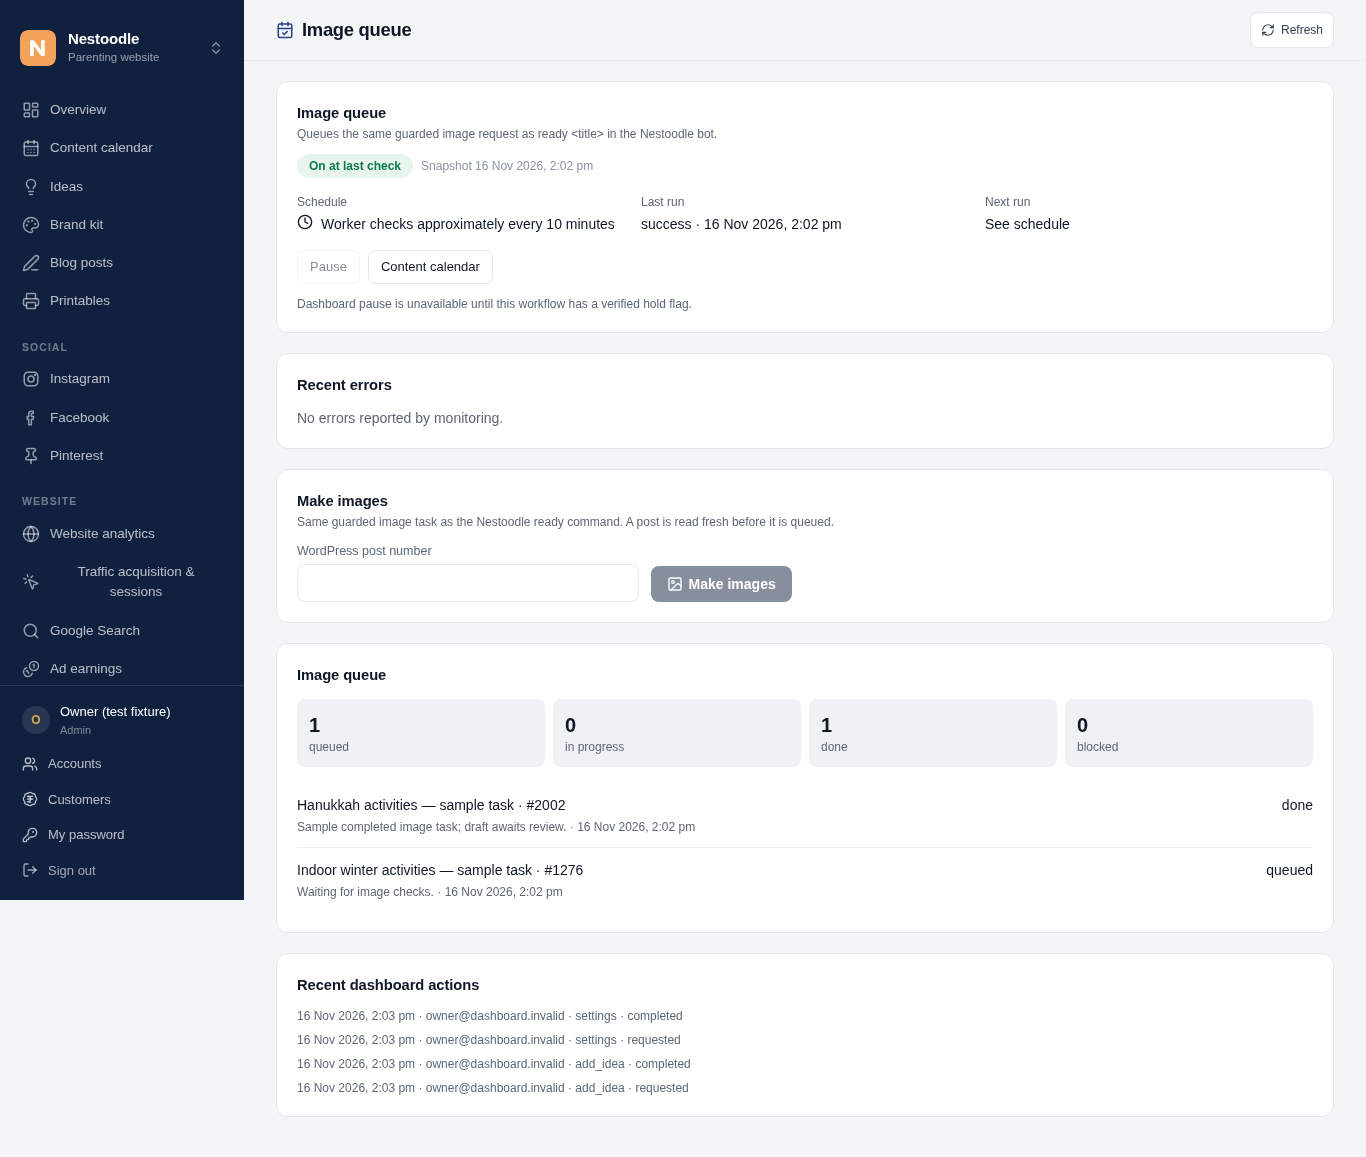 Nestoodle
Parenting website
Overview
Content calendar
Ideas
Brand kit
Blog posts
Printables
SOCIAL
Instagram
Facebook
Pinterest
WEBSITE
Website analytics
Traffic acquisition &
sessions
Google Search
Ad earnings
O
Owner (test fixture)
Admin
Accounts
Customers
My password
Sign out
Image queue
Refresh
Image queue
Queues the same guarded image request as ready <title> in the Nestoodle bot.
On at last check Snapshot 16 Nov 2026, 2:02 pm
Schedule
Worker checks approximately every 10 minutes
Last run
success · 16 Nov 2026, 2:02 pm
Next run
See schedule
Pause Content calendar
Dashboard pause is unavailable until this workflow has a verified hold flag.
Recent errors
No errors reported by monitoring.
Make images
Same guarded image task as the Nestoodle ready command. A post is read fresh before it is queued.
WordPress post number
Make images
Image queue
1
queued
0
in progress
1
done
0
blocked
Hanukkah activities — sample task · #2002 done
Sample completed image task; draft awaits review. · 16 Nov 2026, 2:02 pm
Indoor winter activities — sample task · #1276 queued
Waiting for image checks. · 16 Nov 2026, 2:02 pm
Recent dashboard actions
16 Nov 2026, 2:03 pm · owner@dashboard.invalid · settings · completed
16 Nov 2026, 2:03 pm · owner@dashboard.invalid · settings · requested
16 Nov 2026, 2:03 pm · owner@dashboard.invalid · add_idea · completed
16 Nov 2026, 2:03 pm · owner@dashboard.invalid · add_idea · requested